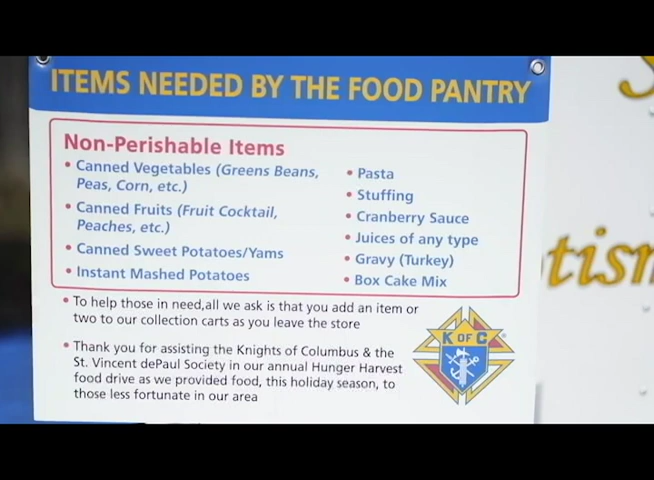 ITEMS NEEDED BY THE FOOD PANTRY
Non-Perishable Items
• Canned Vegetables (Greens Beans,
Peas, Corn, etc.)
• Canned Fruits (Fruit Cocktail,
Peaches, etc.)
• Canned Sweet Potatoes/Yams
• Instant Mashed Potatoes
• Pasta
• Stuffing
• Cranberry Sauce
• Juices of any type
• Gravy (Turkey)
• Box Cake Mix
• To help those in need,all we ask is that you add an item or
two to our collection carts as you leave the store
• Thank you for assisting the Knights of Columbus & the
St. Vincent dePaul Society in our annual Hunger Harvest
food drive as we provided food, this holiday season, to
those less fortunate in our area
K OF C